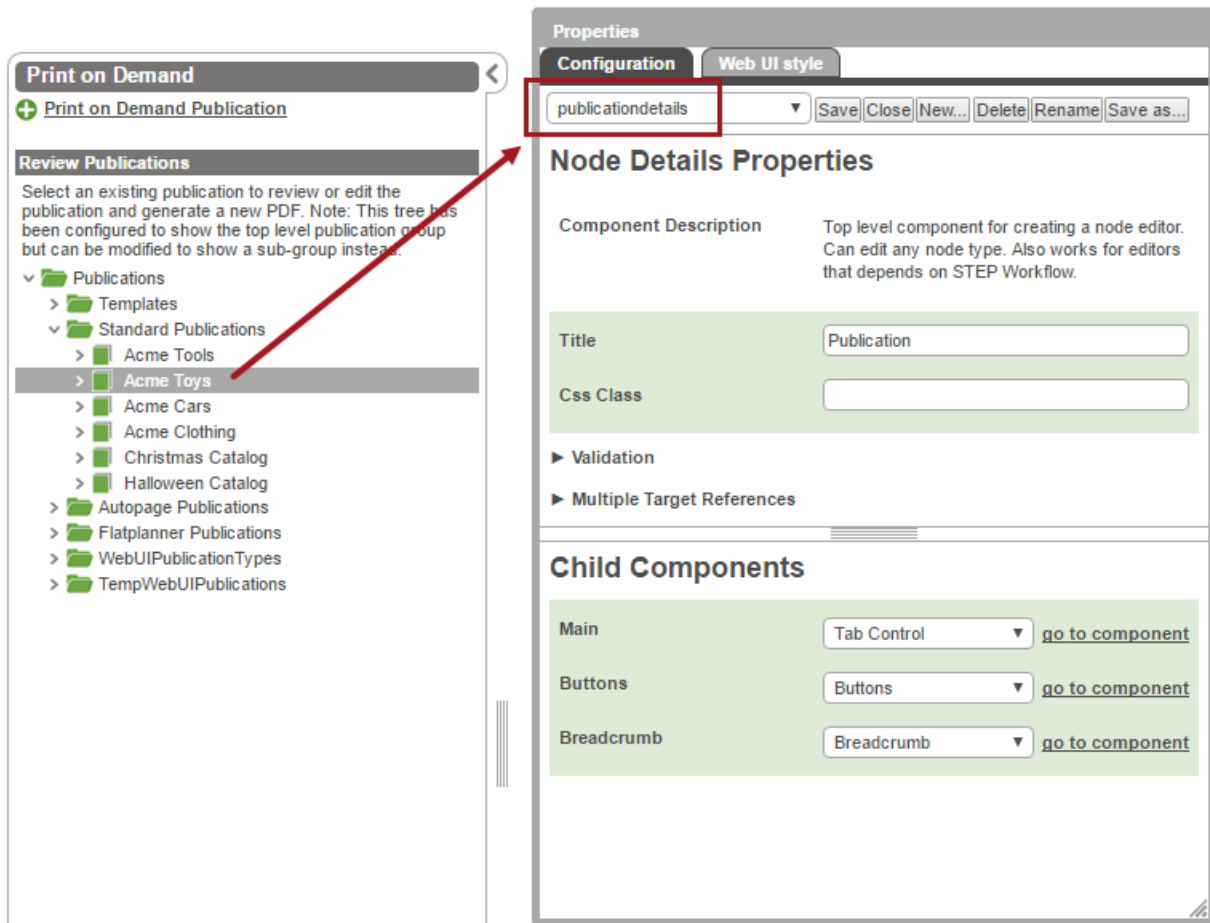 Print on Demand
Print on Demand Publication
Review Publications
Select an existing publication to review or edit the
publication and generate a new PDF. Note: This tree has
been configured to show the top level publication group
but can be modified to show a sub-group instead.
Publications
Templates
Standard Publications
Acme Tools
Acme Toys
Acme Cars
Acme Clothing
Christmas Catalog
Halloween Catalog
Autopage Publications
Flatplanner Publications
WebUIPublicationTypes
TempWebUIPublications
Properties
Configuration Web UI style
publicationdetails Save Close New... Delete Rename Save as...
Node Details Properties
Component Description Top level component for creating a node editor.
Can edit any node type. Also works for editors
that depends on STEP Workflow.
Title Publication
Css Class
Validation
Multiple Target References
Child Components
Main Tab Control go to component
Buttons Buttons go to component
Breadcrumb Breadcrumb go to component